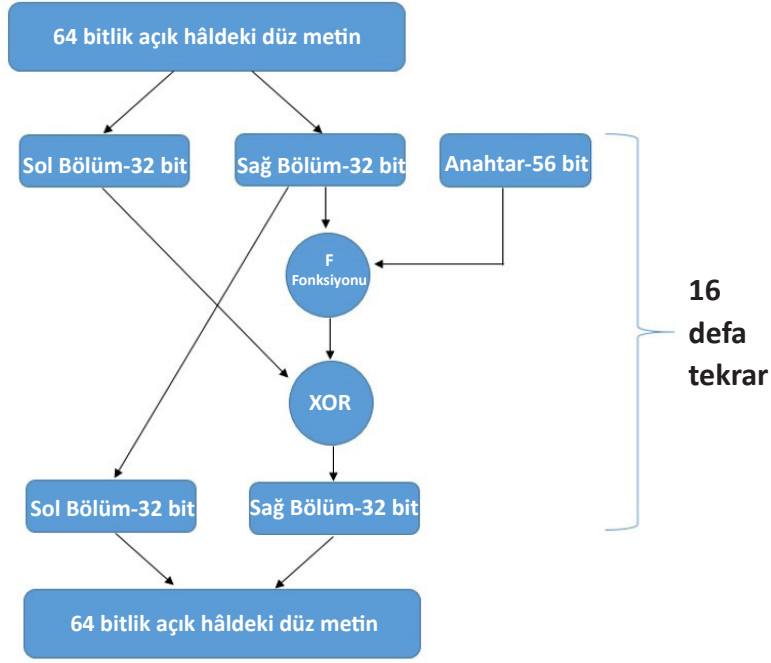 64 bitlik açık hâldeki düz metin
Sol Bölüm-32 bit
Sağ Bölüm-32 bit
Anahtar-56 bit
F
Fonksiyonu
16
defa
tekrar
XOR
Sol Bölüm-32 bit
Sağ Bölüm-32 bit
64 bitlik açık hâldeki düz metin